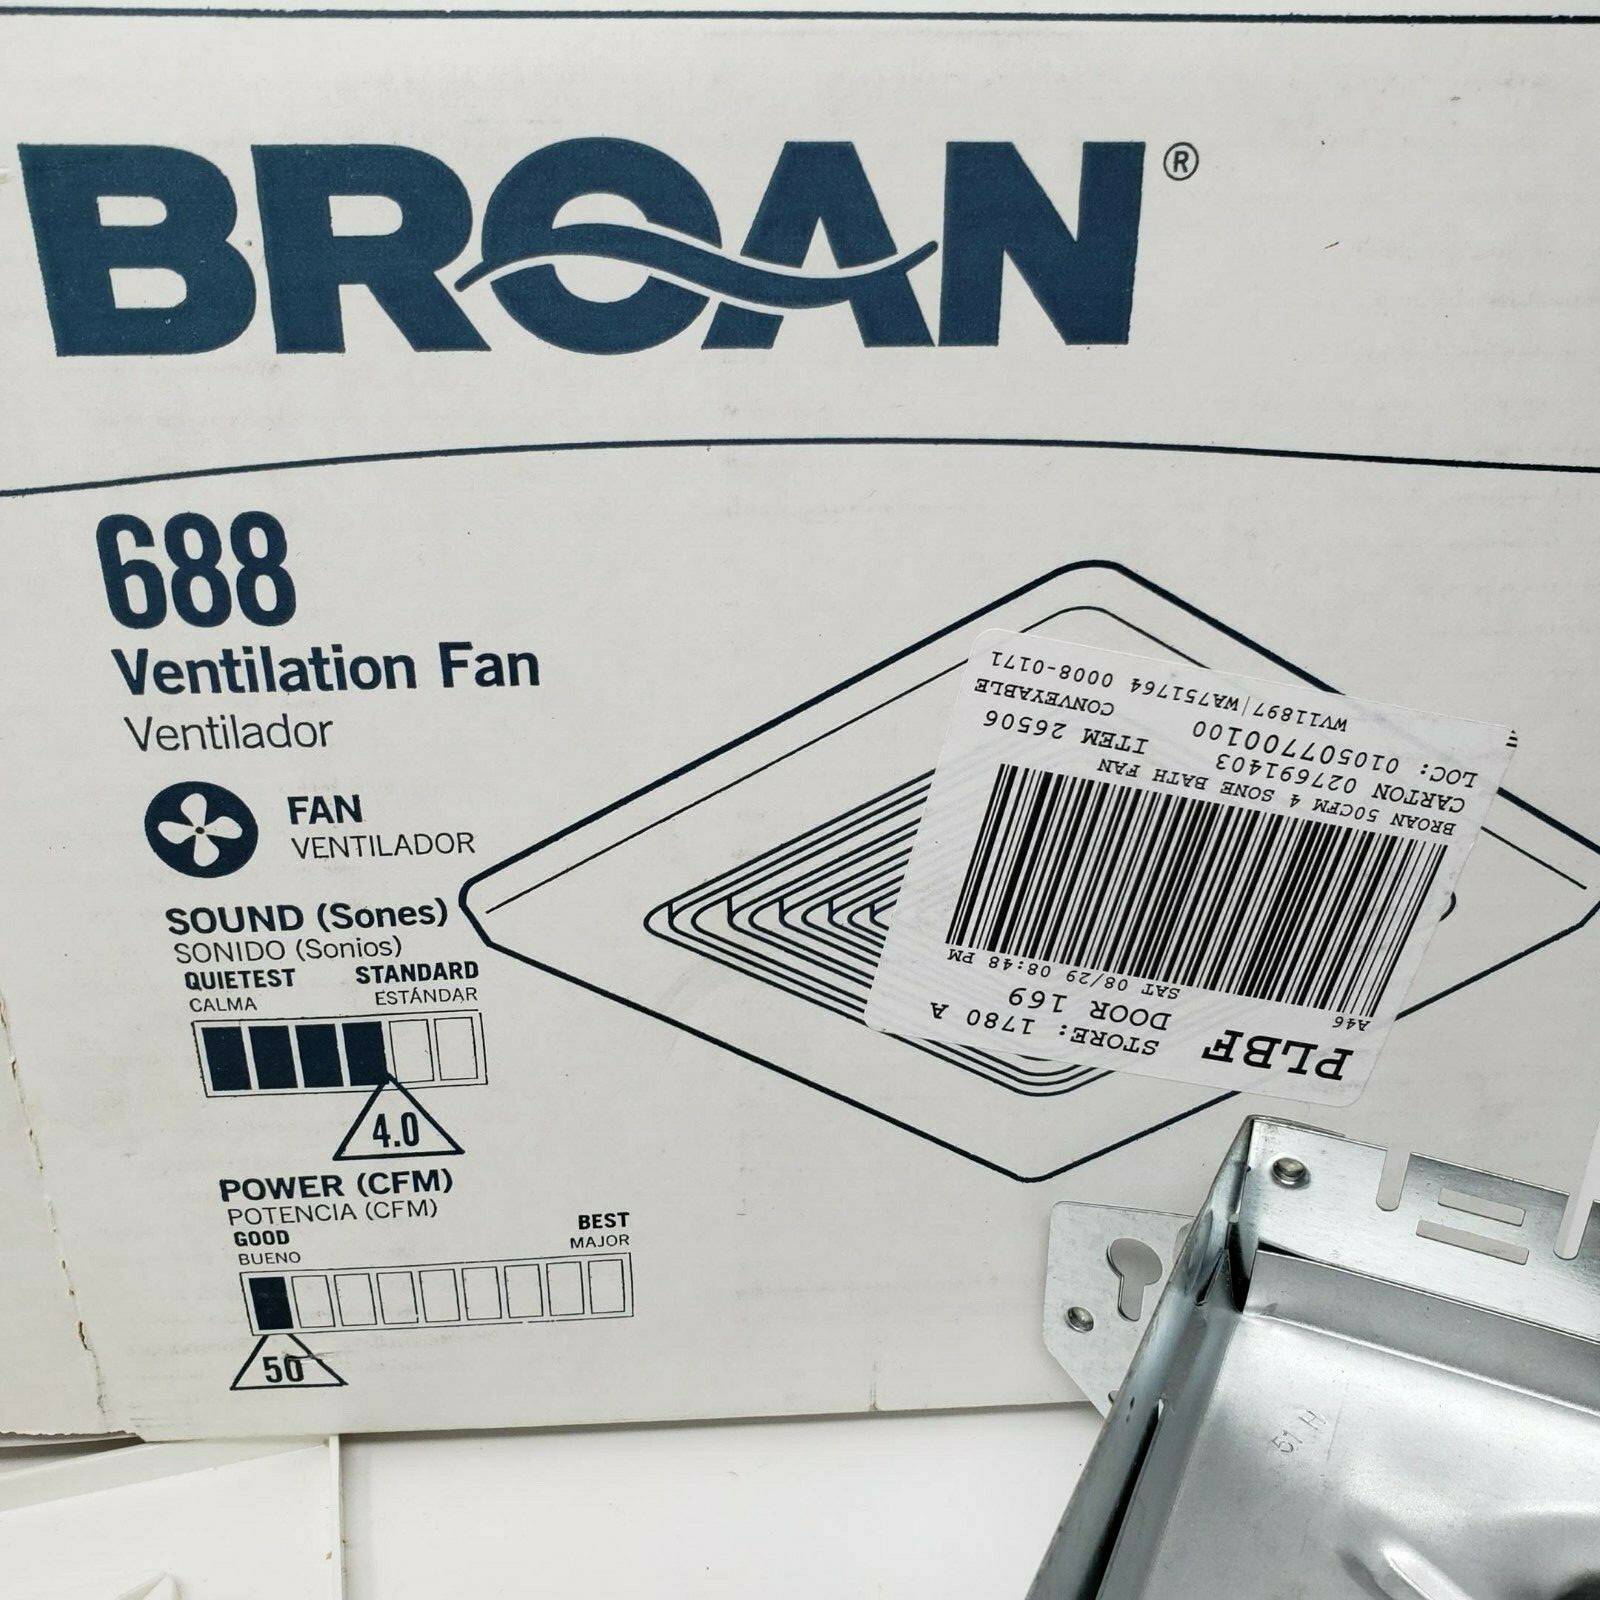 BROAN®
688
Ventilation Fan
Ventilador
FAN
VENTILADOR
SOUND (Sones)
SONIDO (Sonios)
QUIETEST STANDARD
CALMA ESTÁNDAR
4.0
POWER (CFM)
POTENCIA (CFM)
GOOD BEST
BUENO MAJOR
50
PLBF STORE: 1780 A
DOOR 169
A46 SAT 08/29 08:48 PM
BROAN 50CFM 4 SONE BATH FAN
CARTON 027691403 ITEM 26506
LOC: 010507700100 CONVEYABLE
WV11897|WA751764 0008-0171
51 H